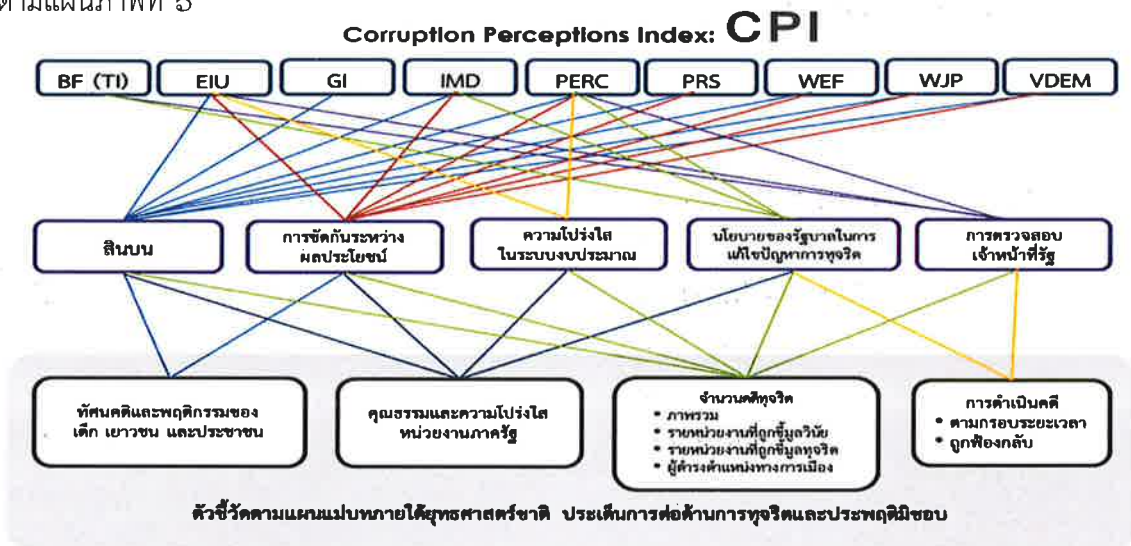 ตามแผนภาพที่ ๖
Corruption Perceptions Index: CPI
BF (TI) EIU GI IMD PERC PRS WEF WJP VDEM
สินบน
การขัดกันระหว่าง
ผลประโยชน์
ความโปร่งใส
ในระบบงบประมาณ
นโยบายของรัฐบาลในการ
แก้ไขปัญหาการทุจริต
การตรวจสอบ
เจ้าหน้าที่รัฐ
ทัศนคติและพฤติกรรมของ
เด็ก เยาวชน และประชาชน
คุณธรรมและความโปร่งใส
หน่วยงานภาครัฐ
จำนวนคดีทุจริต
• ภาพรวม
• รายหน่วยงานที่ถูกชี้มูลวินัย
• รายหน่วยงานที่ถูกชี้มูลทุจริต
• ผู้ดำรงตำแหน่งทางการเมือง
การดำเนินคดี
• ตามกรอบระยะเวลา
• ถูกฟ้องกลับ
ตัวชี้วัดตามแผนแม่บทภายใต้ยุทธศาสตร์ชาติ ประเด็นการต่อต้านการทุจริตและประพฤติมิชอบ